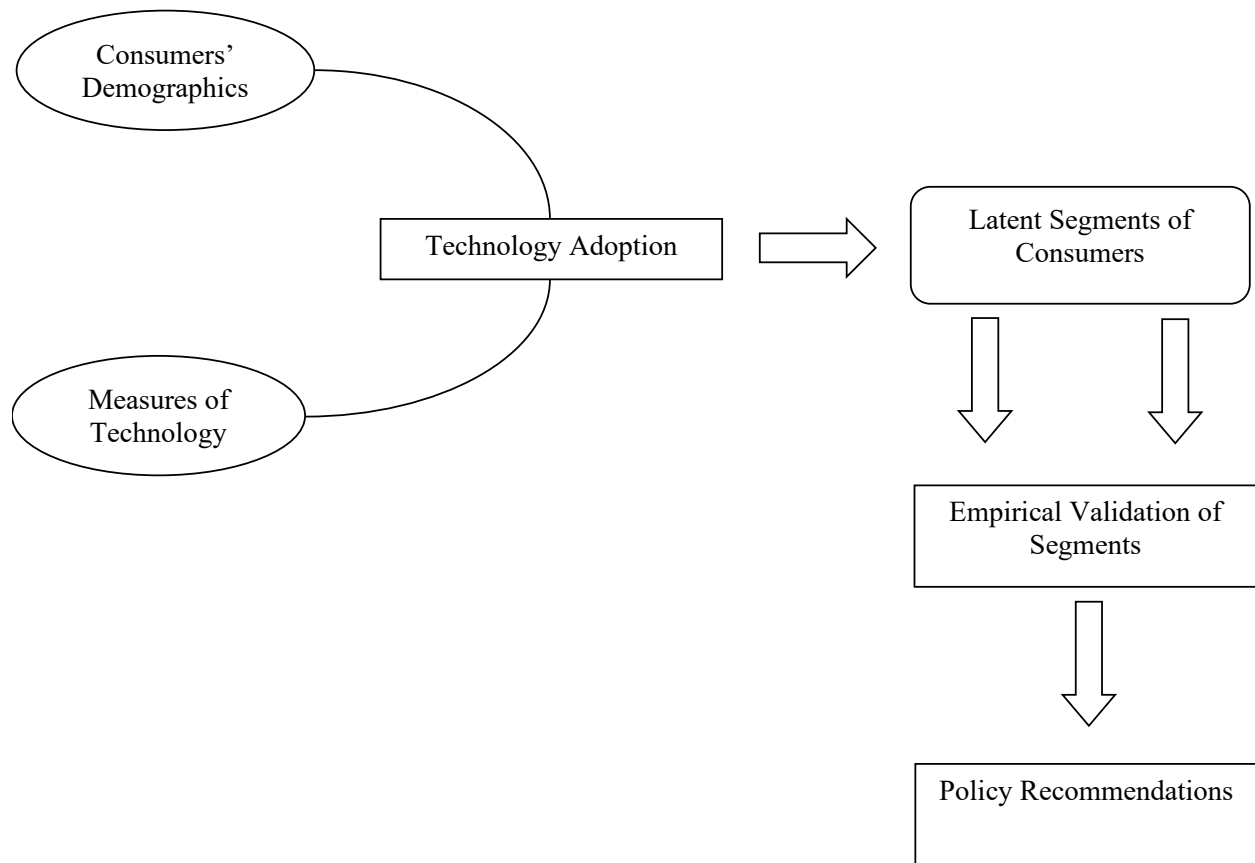 Consumers’
Demographics
Technology Adoption
Latent Segments of
Consumers
Measures of
Technology
Empirical Validation of
Segments
Policy Recommendations